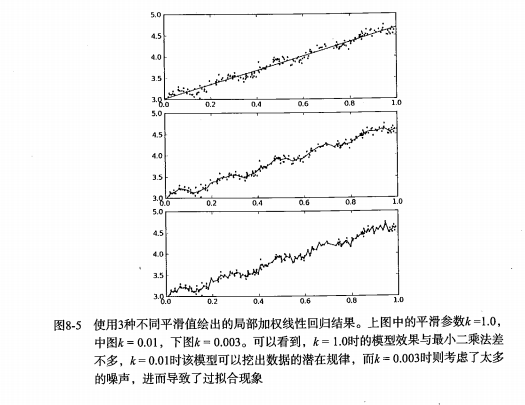 5.0
4.5
4.0
3.5
3.0
0.0 0.2 0.4 0.6 0.8 1.0
5.0
4.5
4.0
3.5
3.0
0.0 0.2 0.4 0.6 0.8 1.0
5.0
4.5
4.0
3.5
3.0
0.0 0.2 0.4 0.6 0.8 1.0
图8-5 使用3种不同平滑值绘出的局部加权线性回归结果。上图中的平滑参数k=1.0,
中图k = 0.01，下图k = 0.003。可以看到，k = 1.0时的模型效果与最小二乘法差
不多，k = 0.01时该模型可以挖出数据的潜在规律，而k = 0.003时则考虑了太多
的噪声，进而导致了过拟合现象